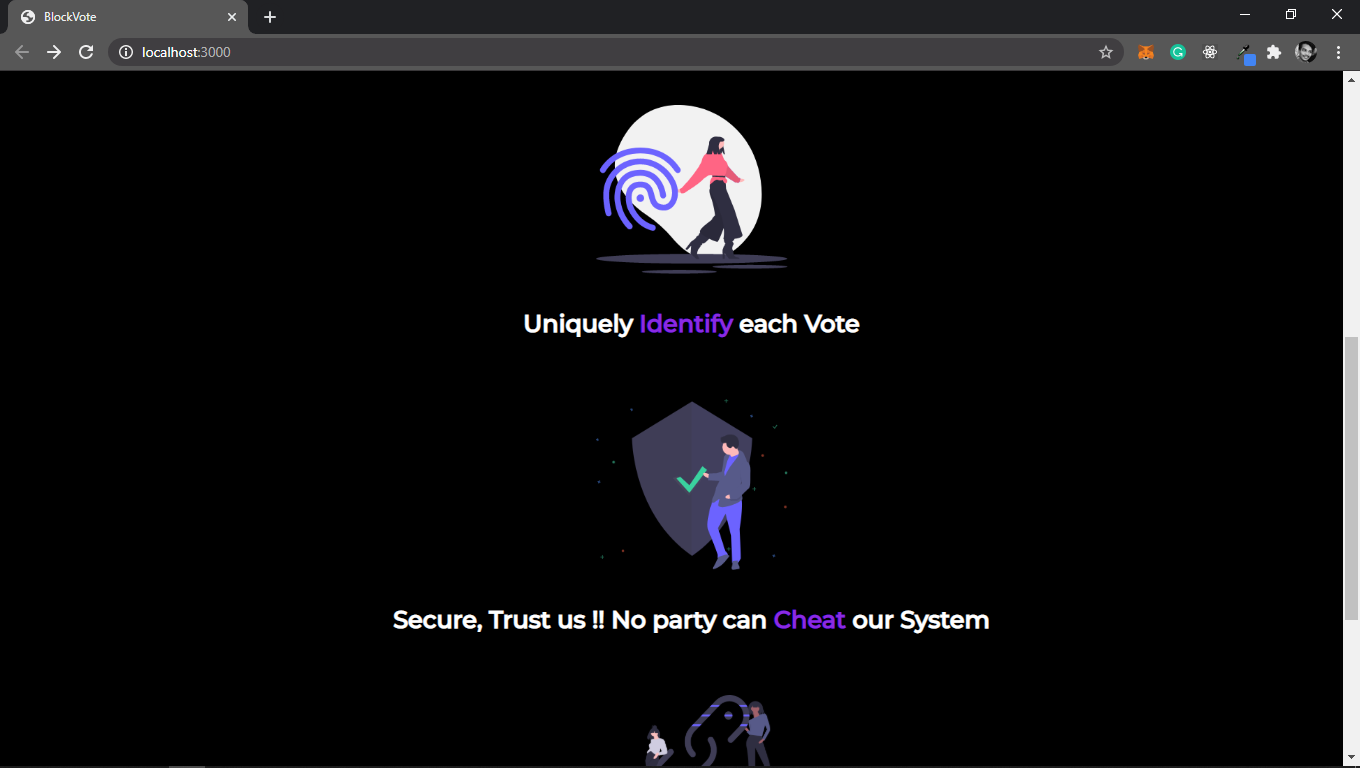 BlockVote
localhost:3000
Uniquely Identify each Vote
Secure, Trust us !! No party can Cheat our System